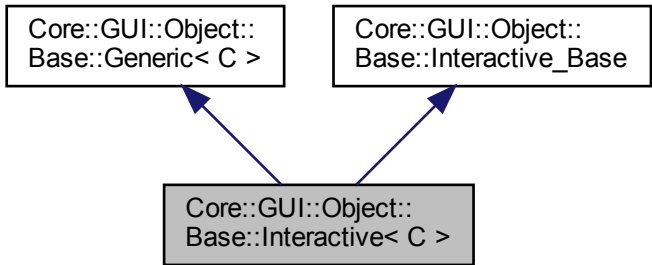 Core::GUI::Object::
Base::Generic< C >
Core::GUI::Object::
Base::Interactive_Base
Core::GUI::Object::
Base::Interactive< C >